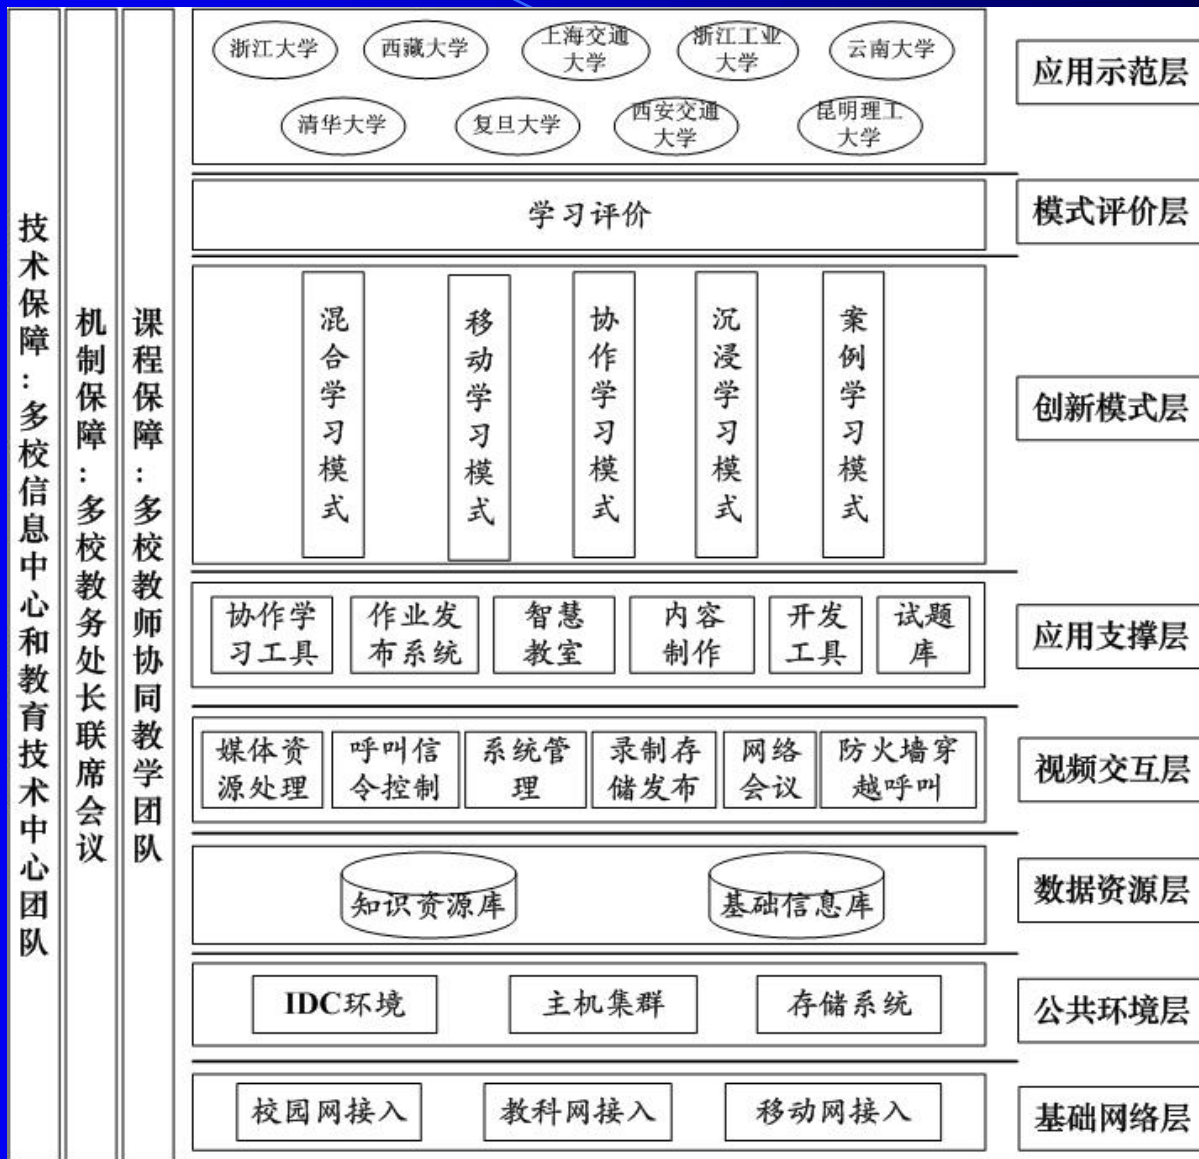 技术保障：多校信息中心和教育技术中心团队
机制保障：多校教务处长联席会议
课程保障：多校教师协同教学团队
浙江大学
西藏大学
上海交通
大学
浙江工业
大学
云南大学
清华大学
复旦大学
西安交通
大学
昆明理工
大学
应用示范层
学习评价
模式评价层
混合学习模式
移动学习模式
协作学习模式
沉浸学习模式
案例学习模式
创新模式层
协作学
习工具
作业发
布系统
智慧
教室
内容
制作
开发
工具
试题
库
应用支撑层
媒体资
源处理
呼叫信
令控制
系统管
理
录制存
储发布
网络
会议
防火墙穿
越呼叫
视频交互层
知识资源库
基础信息库
数据资源层
IDC环境
主机集群
存储系统
公共环境层
校园网接入
教科网接入
移动网接入
基础网络层